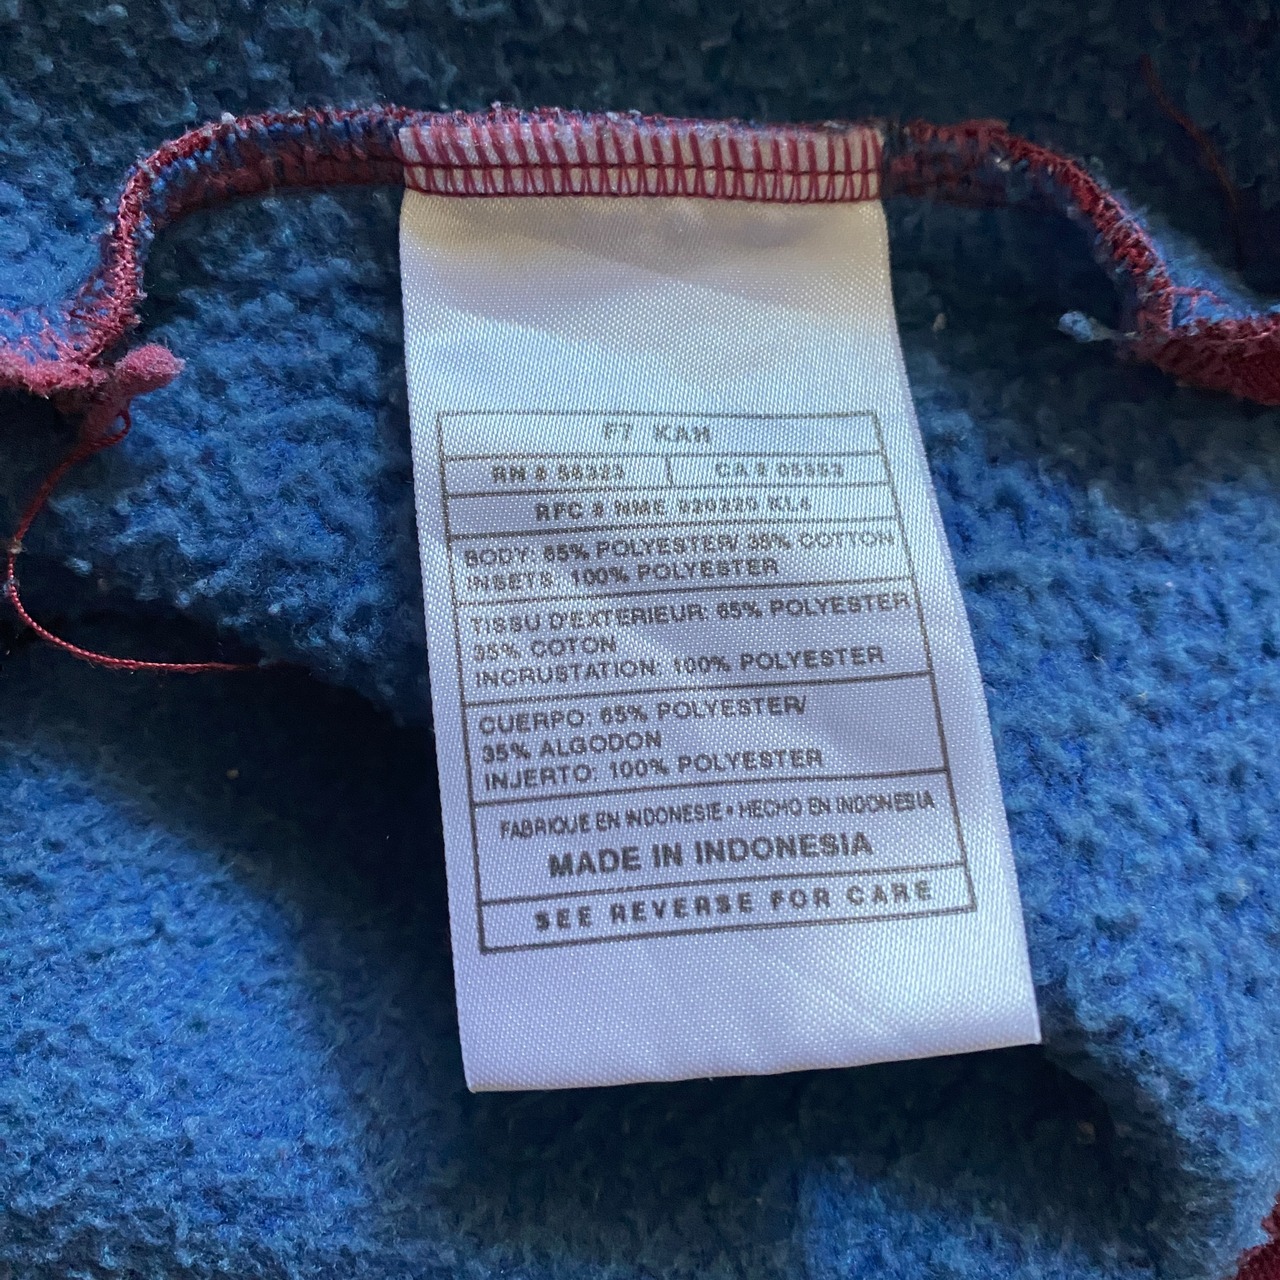 F7 KAH
RN # 56323 CA # 05553
RFC # NME 920220 KL4
BODY: 65% POLYESTER/ 35% COTTON
INSETS: 100% POLYESTER
TISSU D'EXTERIEUR: 65% POLYESTER
35% COTON
INCRUSTATION: 100% POLYESTER
CUERPO: 65% POLYESTER/
35% ALGODON
INJERTO: 100% POLYESTER
FABRIQUE EN INDONESIE • HECHO EN INDONESIA
MADE IN INDONESIA
SEE REVERSE FOR CARE